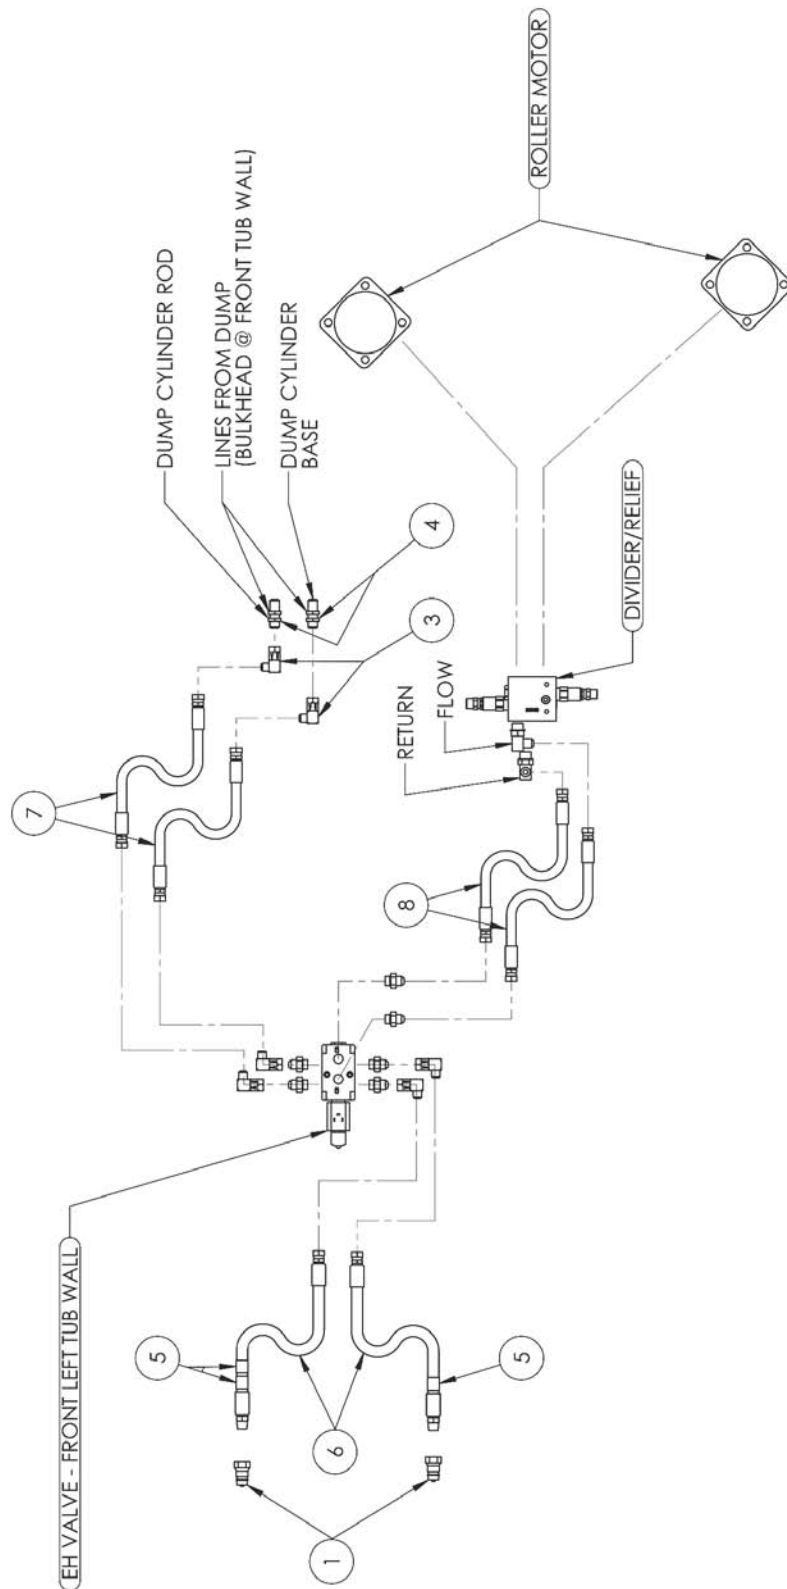 EH VALVE - FRONT LEFT TUB WALL
7
DUMP CYLINDER ROD
LINES FROM DUMP
(BULKHEAD @ FRONT TUB WALL)
DUMP CYLINDER
BASE
4
3
5
6
1
5
8
RETURN
FLOW
DIVIDER/RELIEF
ROLLER MOTOR